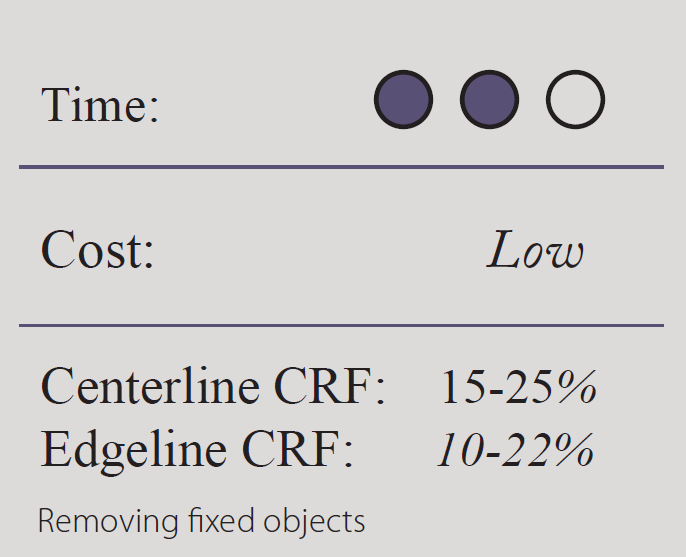 Time:
Cost: Low
Centerline CRF: 15-25%
Edgeline CRF: 10-22%
Removing fixed objects